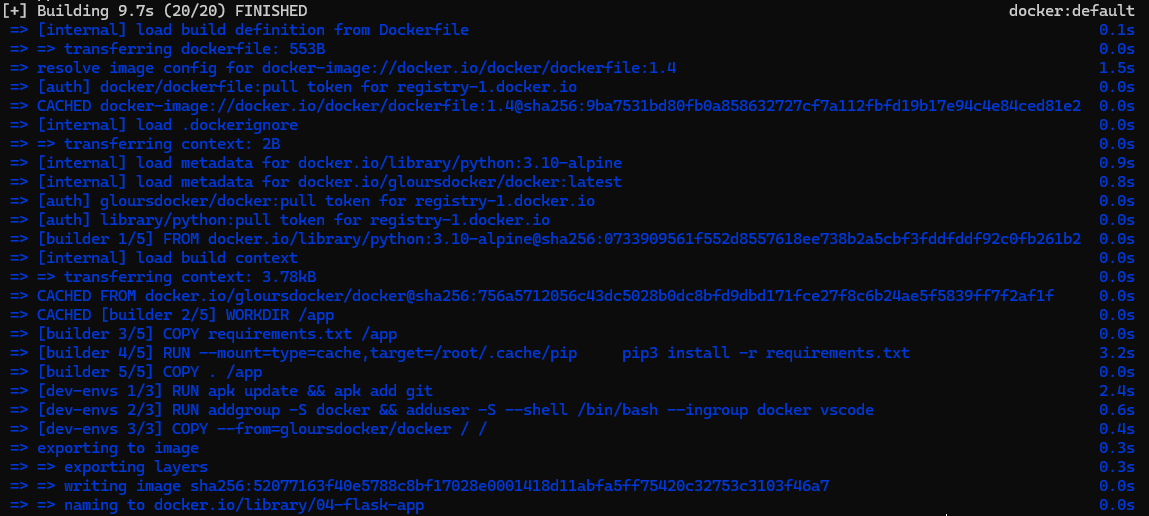 [+] Building 9.7s (20/20) FINISHED docker:default
=> [internal] load build definition from Dockerfile 0.1s
=> => transferring dockerfile: 553B 0.0s
=> resolve image config for docker-image://docker.io/docker/dockerfile:1.4 1.5s
=> [auth] docker/dockerfile:pull token for registry-1.docker.io 0.0s
=> CACHED docker-image://docker.io/docker/dockerfile:1.4@sha256:9ba7531bd80fb0a858632727cf7a112fbfd19b17e94c4e84ced81e2 0.0s
=> [internal] load .dockerignore 0.0s
=> => transferring context: 2B 0.0s
=> [internal] load metadata for docker.io/library/python:3.10-alpine 0.9s
=> [internal] load metadata for docker.io/gloursdocker/docker:latest 0.8s
=> [auth] gloursdocker/docker:pull token for registry-1.docker.io 0.0s
=> [auth] library/python:pull token for registry-1.docker.io 0.0s
=> [builder 1/5] FROM docker.io/library/python:3.10-alpine@sha256:0733909561f552d8557618ee738b2a5cbf3fddfddf92c0fb261b2 0.0s
=> [internal] load build context 0.0s
=> => transferring context: 3.78kB 0.0s
=> CACHED FROM docker.io/gloursdocker/docker@sha256:756a5712056c43dc5028b0dc8bfd9dbd171fce27f8c6b24ae5f5839ff7f2af1f 0.0s
=> CACHED [builder 2/5] WORKDIR /app 0.0s
=> [builder 3/5] COPY requirements.txt /app 0.0s
=> [builder 4/5] RUN --mount=type=cache,target=/root/.cache/pip     pip3 install -r requirements.txt 3.2s
=> [builder 5/5] COPY . /app 0.0s
=> [dev-envs 1/3] RUN apk update && apk add git 2.4s
=> [dev-envs 2/3] RUN addgroup -S docker && adduser -S --shell /bin/bash --ingroup docker vscode 0.6s
=> [dev-envs 3/3] COPY --from=gloursdocker/docker / / 0.4s
=> exporting to image 0.3s
=> => exporting layers 0.3s
=> => writing image sha256:52077163f40e5788c8bf17028e0001418d11abfa5ff75420c32753c3103f46a7 0.0s
=> => naming to docker.io/library/04-flask-app 0.0s